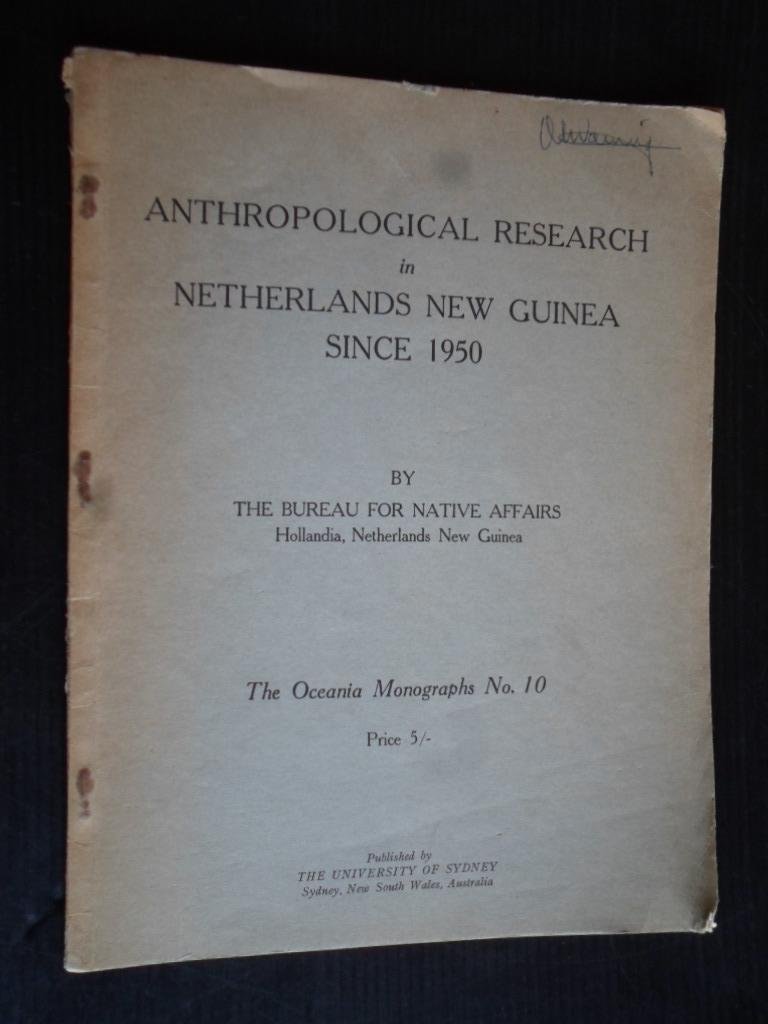 ANTHROPOLOGICAL RESEARCH
in
NETHERLANDS NEW GUINEA
SINCE 1950
BY
THE BUREAU FOR NATIVE AFFAIRS
Hollandia, Netherlands New Guinea
The Oceania Monographs No. 10
Price 5/-
Published by
THE UNIVERSITY OF SYDNEY
Sydney, New South Wales, Australia